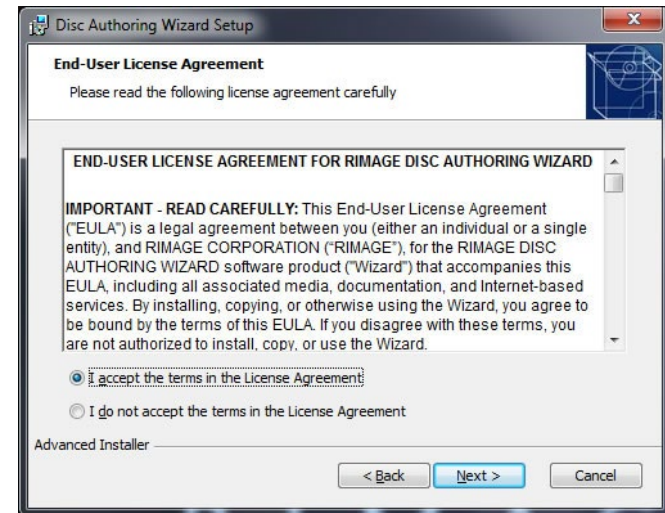 Disc Authoring Wizard Setup
End-User License Agreement
Please read the following license agreement carefully
END-USER LICENSE AGREEMENT FOR RIMAGE DISC AUTHORING WIZARD
IMPORTANT - READ CAREFULLY: This End-User License Agreement
("EULA") is a legal agreement between you (either an individual or a single
entity), and RIMAGE CORPORATION (“RIMAGE”), for the RIMAGE DISC
AUTHORING WIZARD software product ("Wizard") that accompanies this
EULA, including all associated media, documentation, and Internet-based
services. By installing, copying, or otherwise using the Wizard, you agree to
be bound by the terms of this EULA. If you disagree with these terms, you
are not authorized to install, copy, or use the Wizard.
I accept the terms in the License Agreement
I do not accept the terms in the License Agreement
Advanced Installer
< Back Next > Cancel